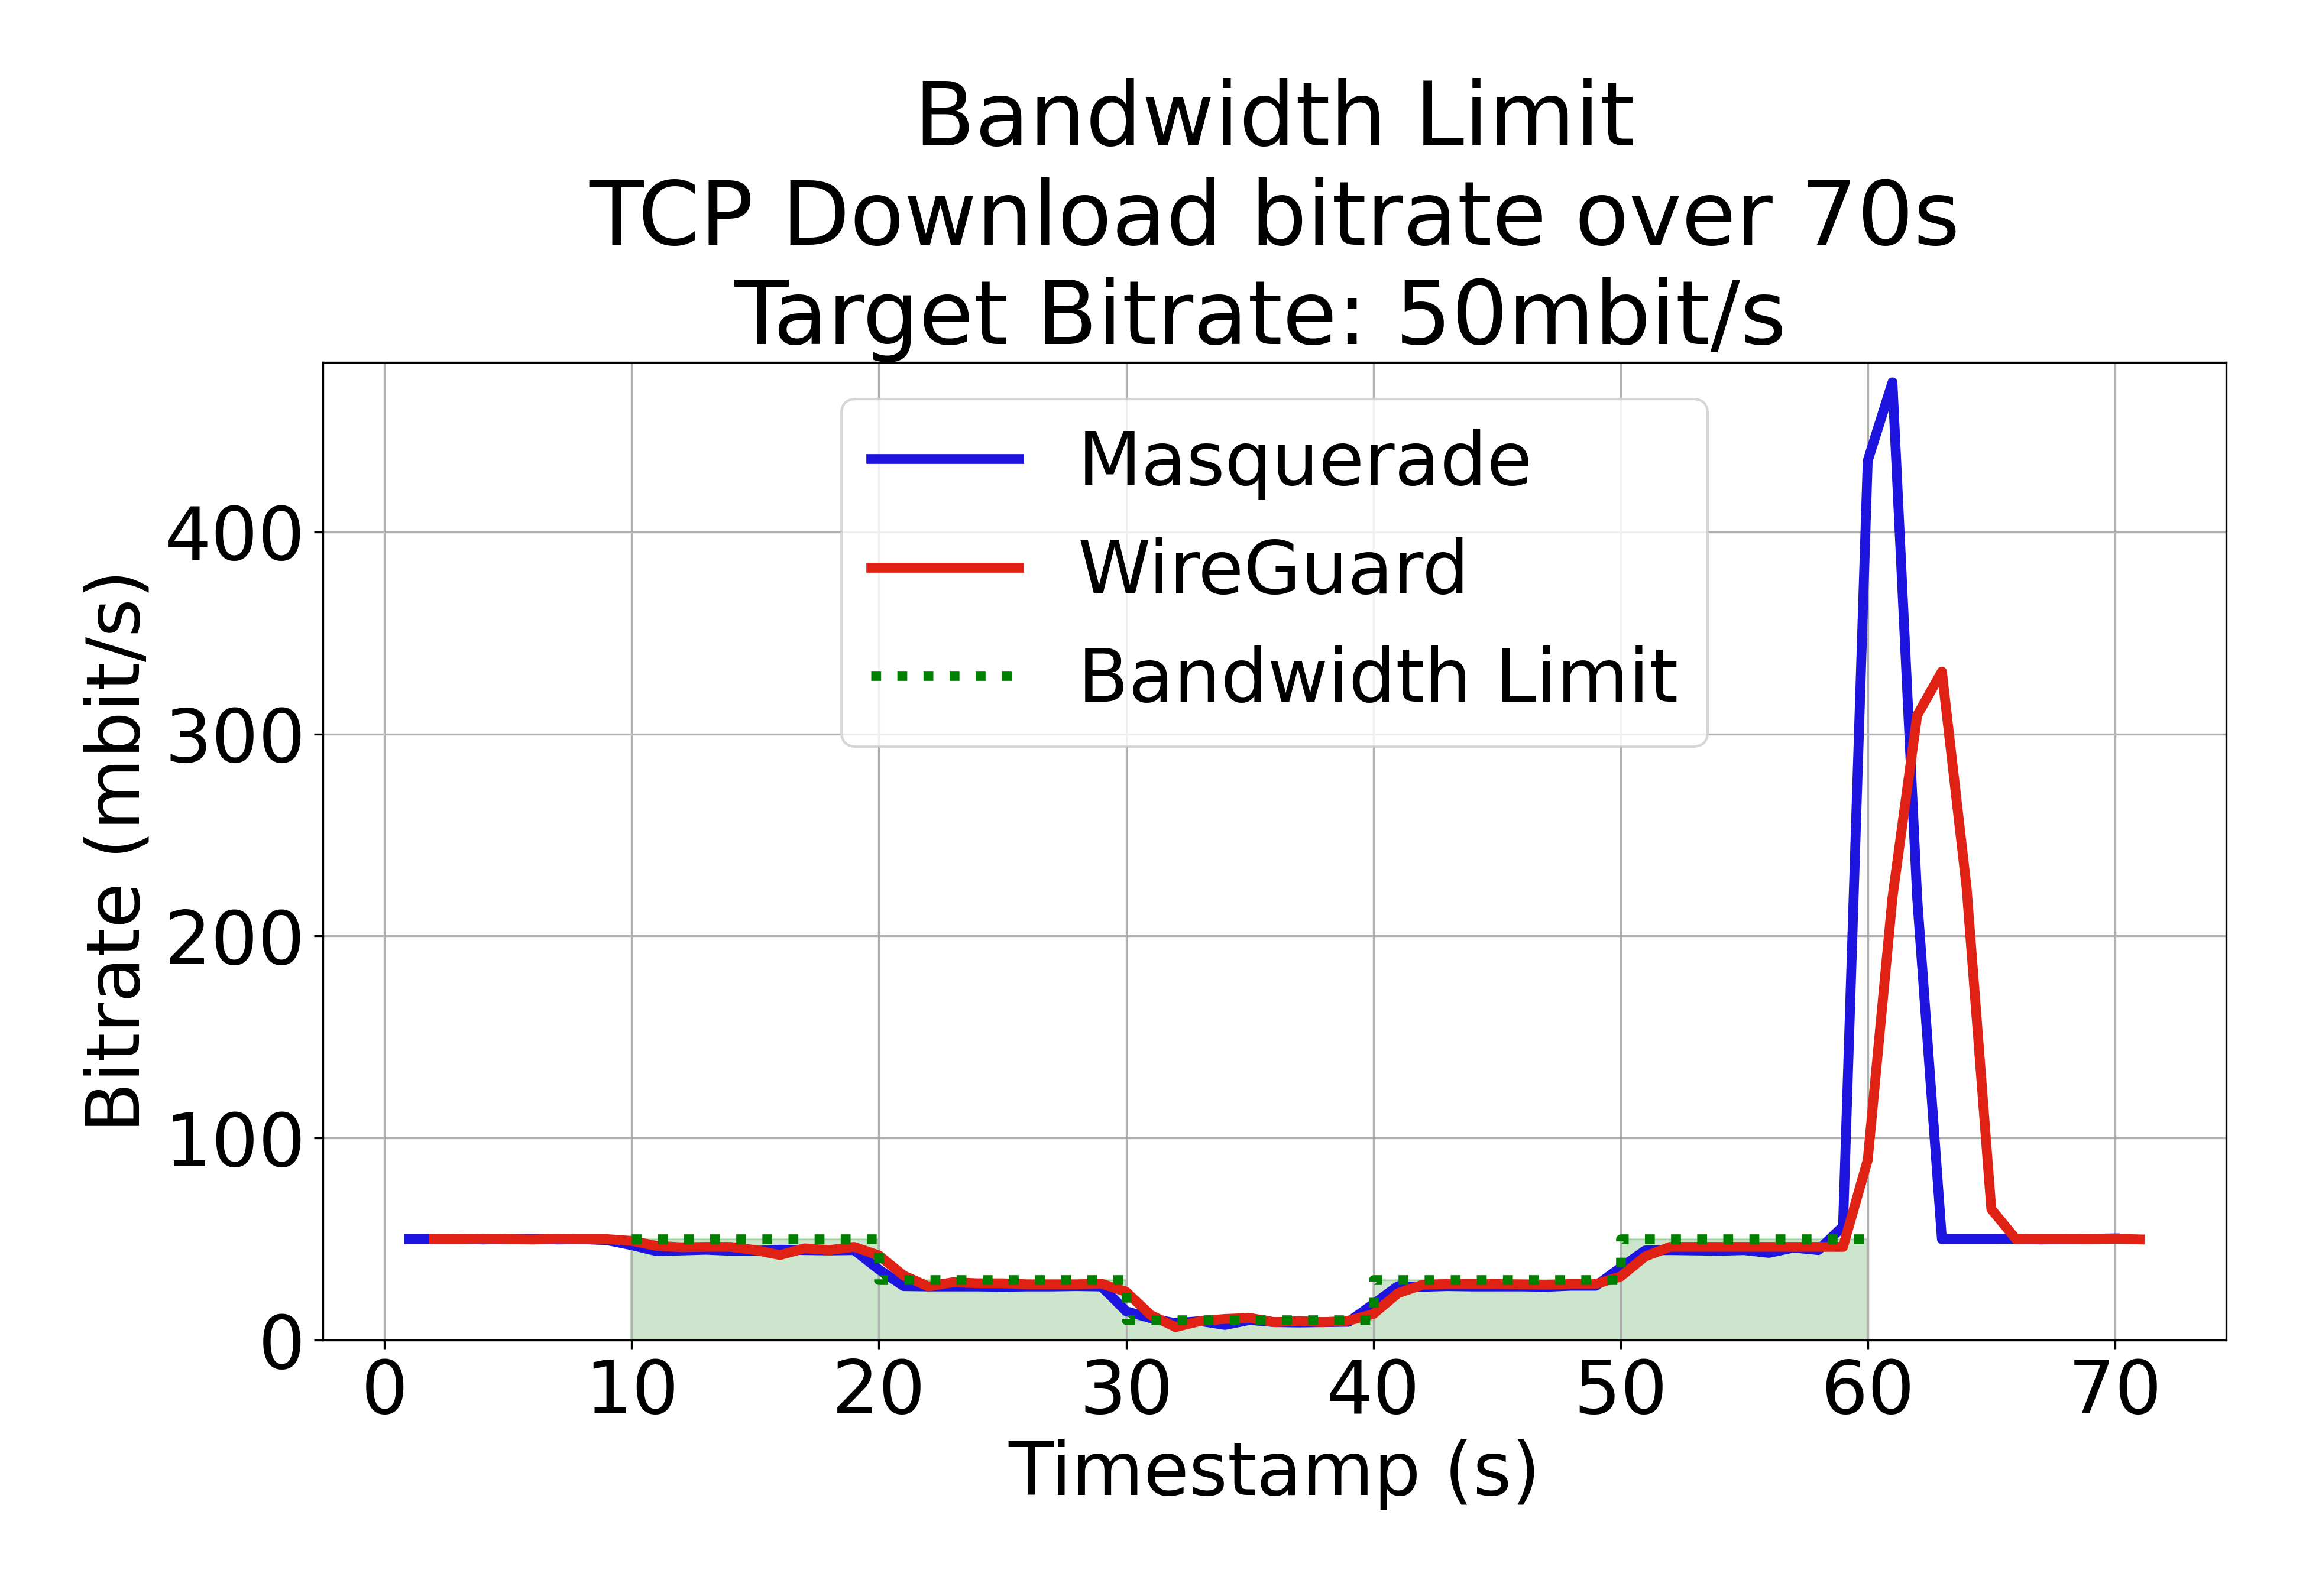 Bandwidth Limit
TCP Download bitrate over 70s
Target Bitrate: 50mbit/s
Masquerade
WireGuard
Bandwidth Limit
Bitrate (mbit/s)
400
300
200
100
0
0 10 20 30 40 50 60 70
Timestamp (s)